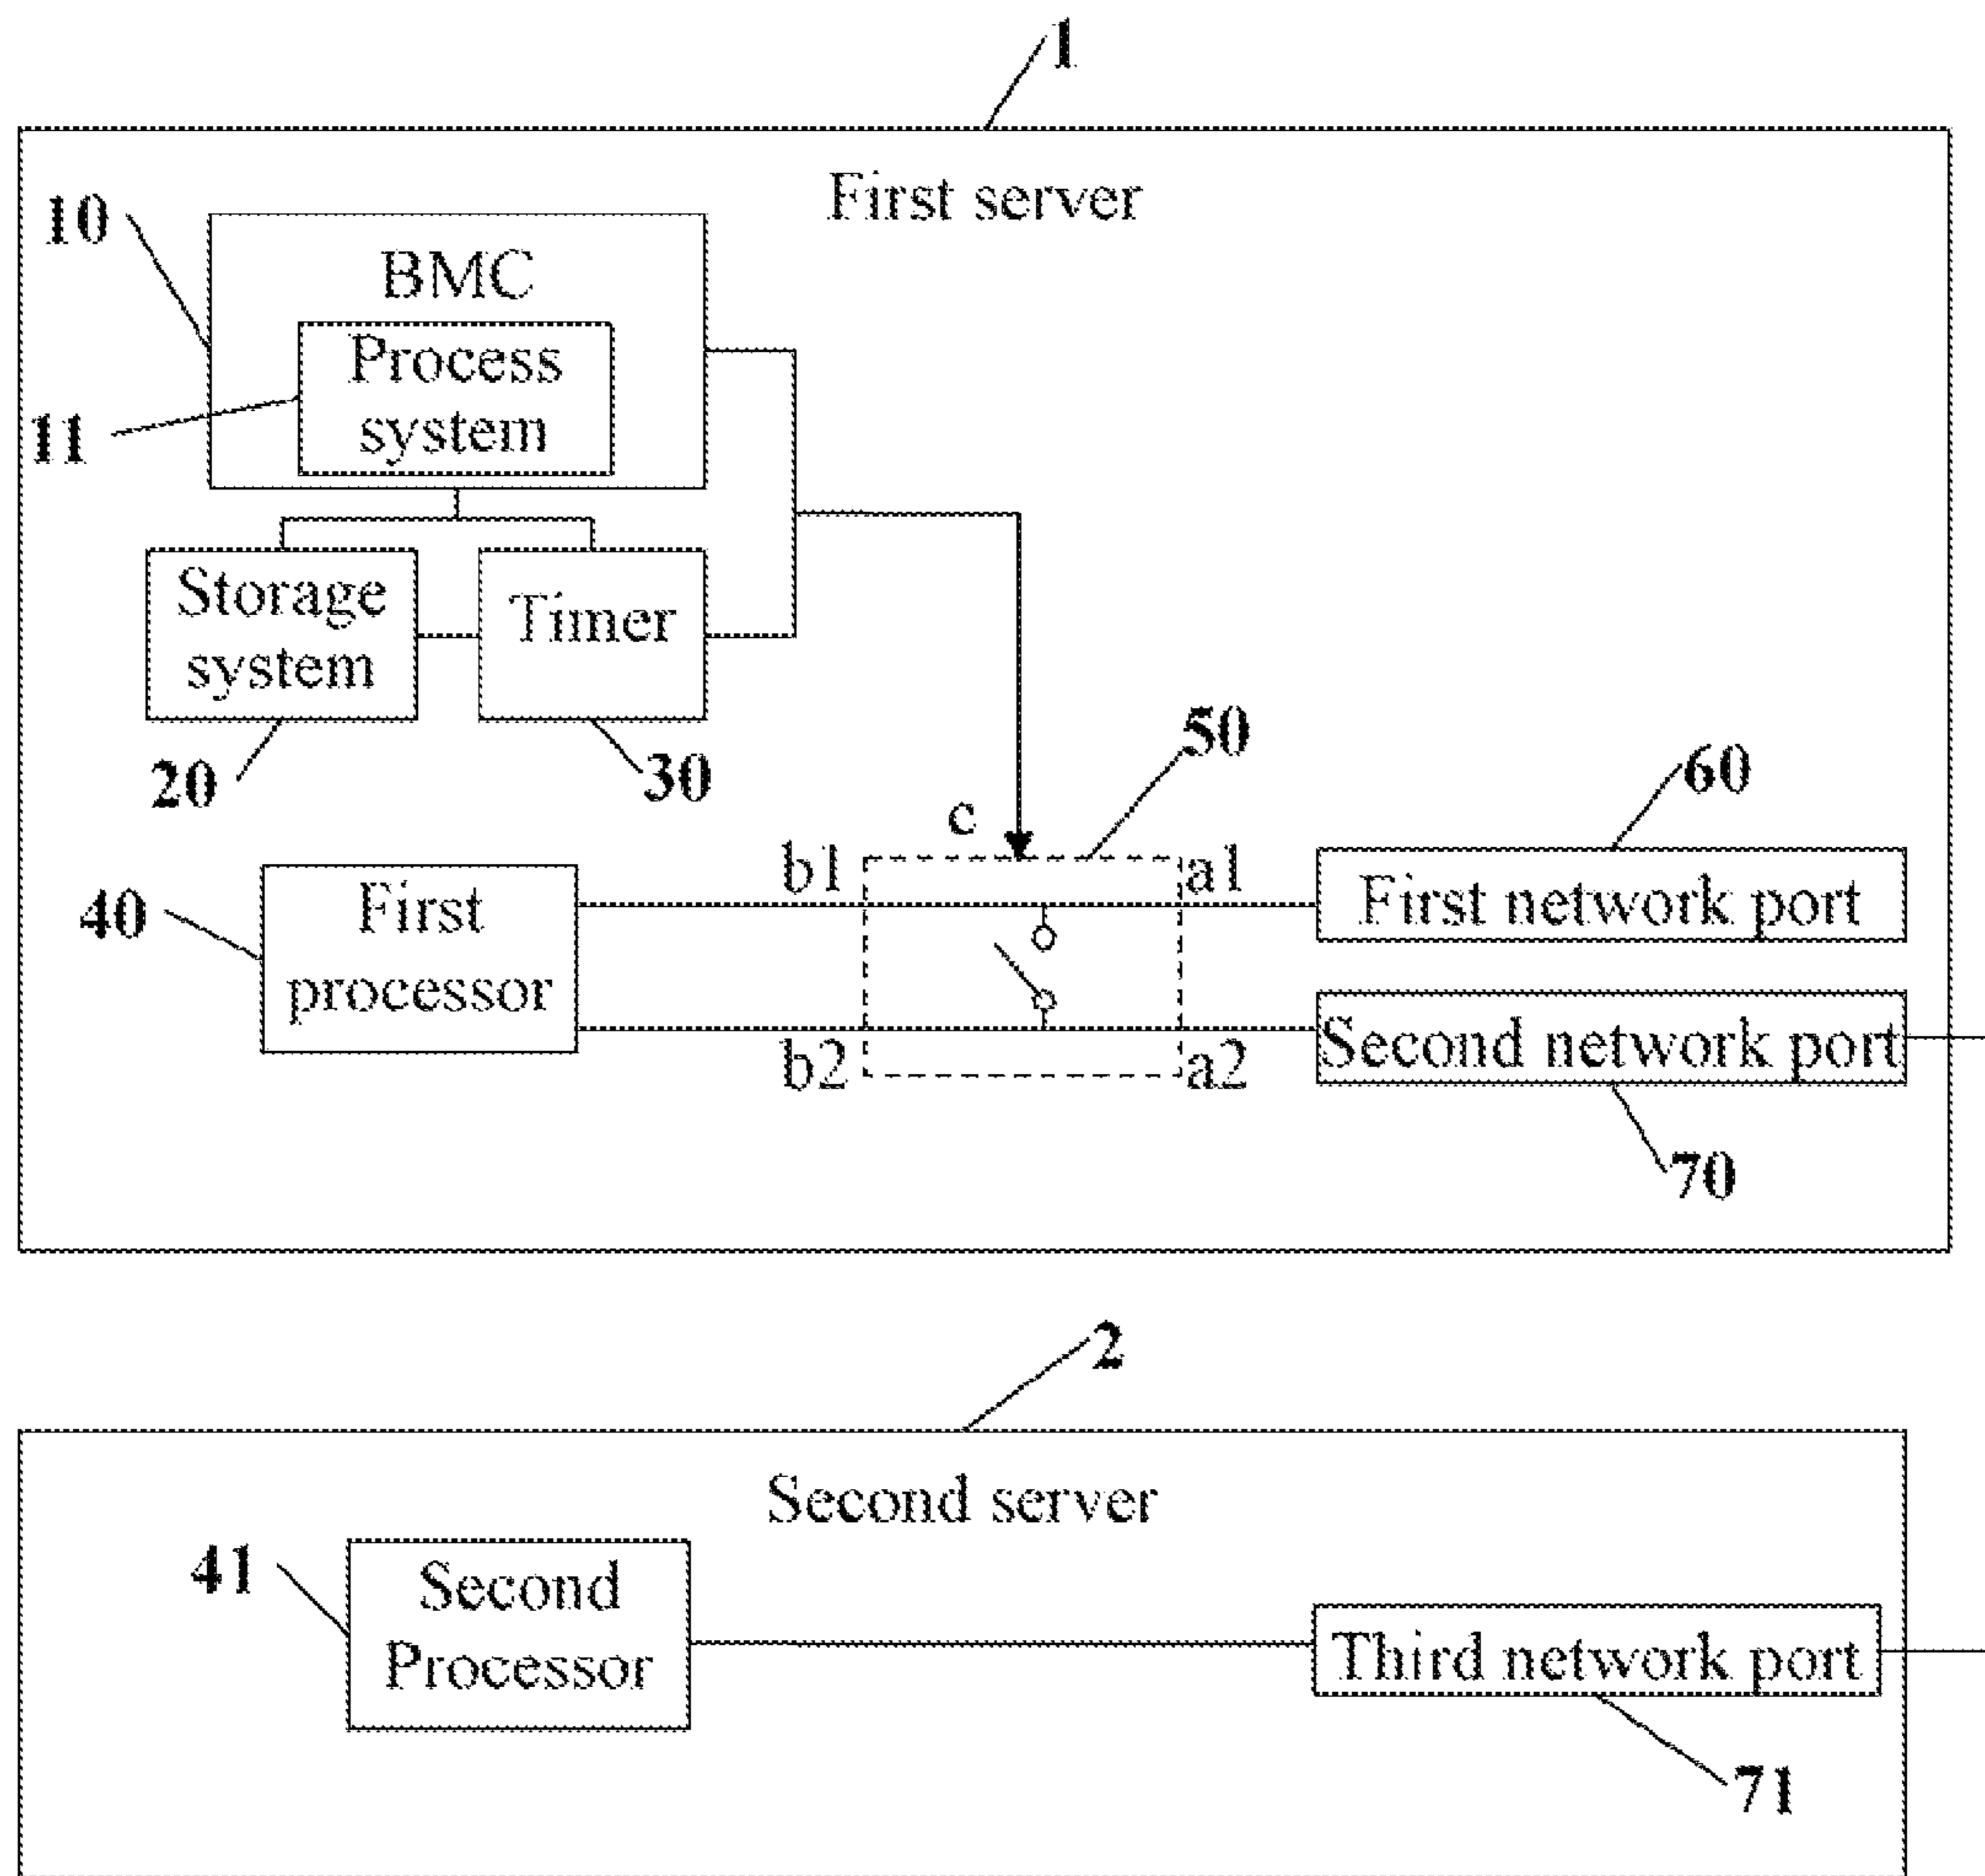 1
First server
10
BMC
Process
system
11
Storage
system
Timer
20
30
50
60
c
b1
a1
First network port
40
First
processor
Second network port
b2
a2
70
2
Second server
41
Second
Processor
Third network port
71